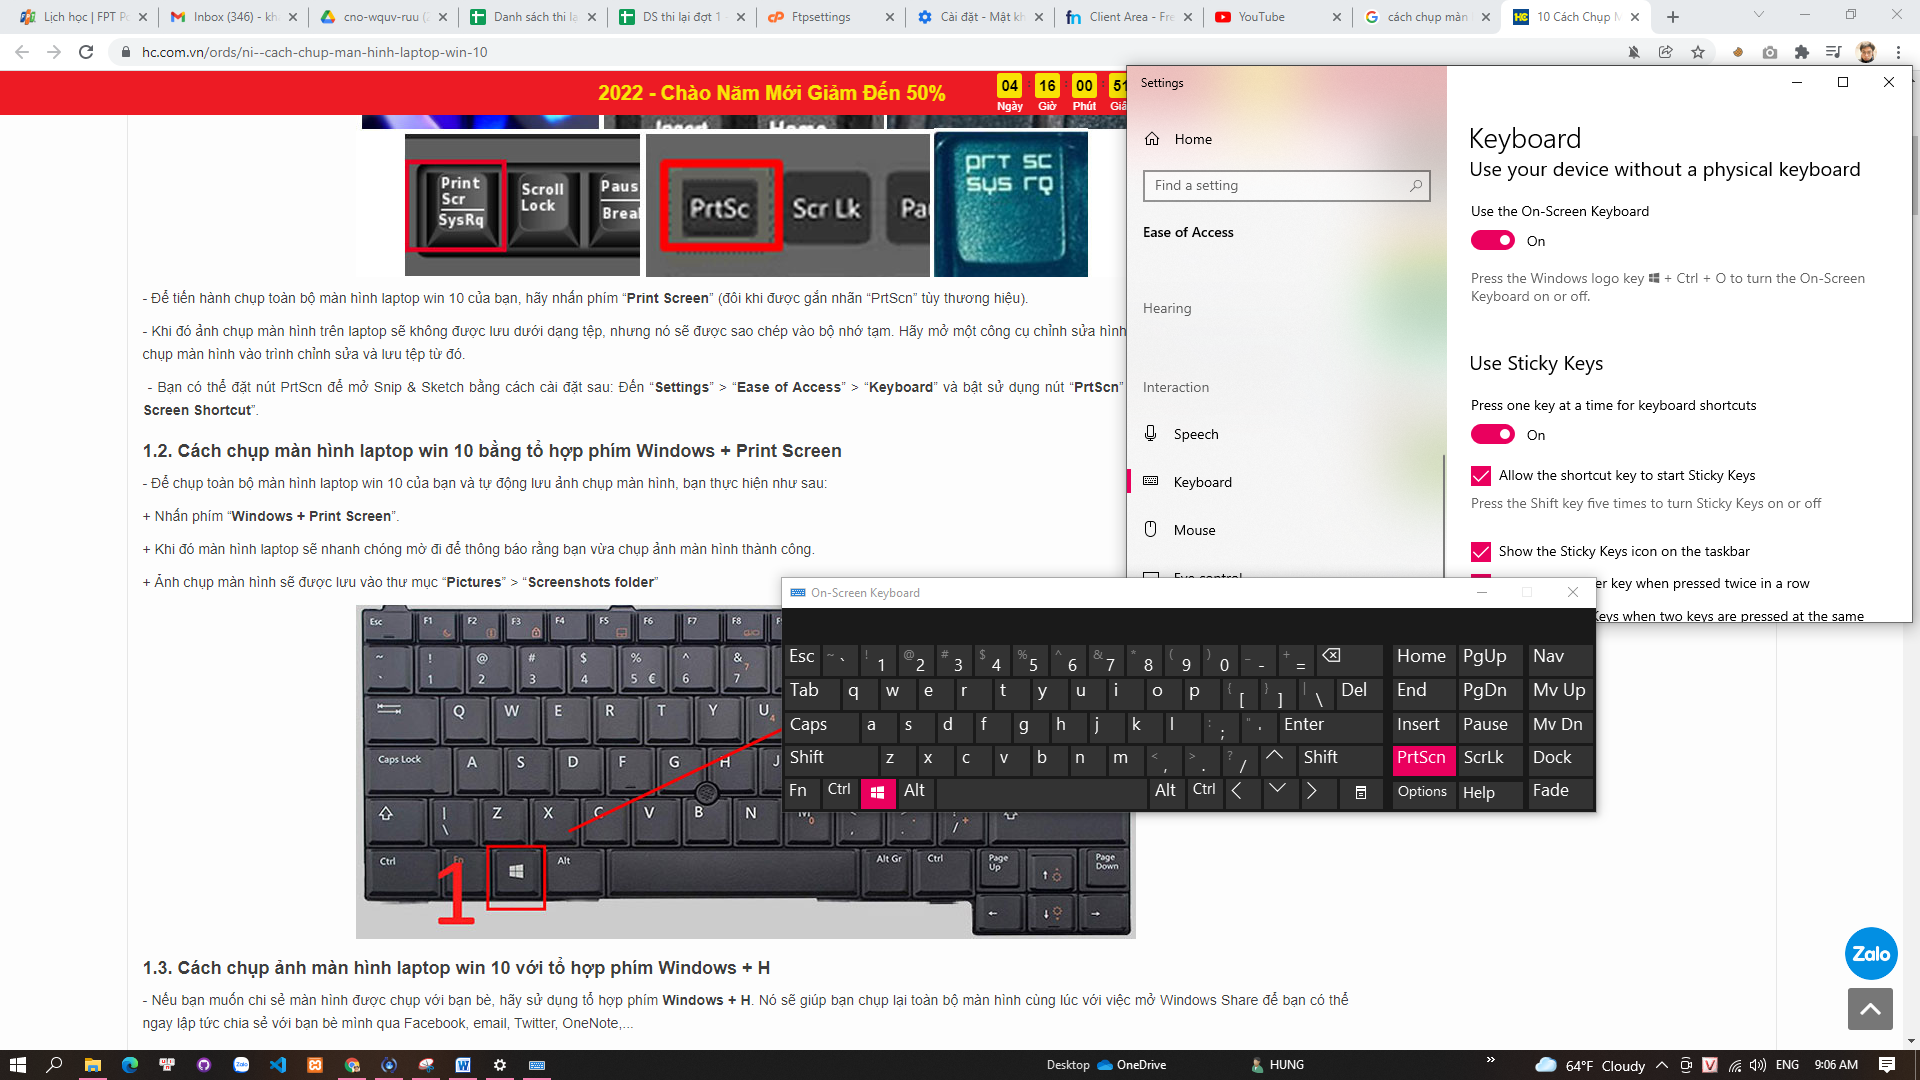 Lịch học | FPT Po
Inbox (346) - kh
cno-wquv-ruu (
Danh sách thi lạ
DS thi lại đợt 1 -
Ftpsettings
Cài đặt - Mật kh
Client Area - Fre
YouTube
cách chụp màn
10 Cách Chụp M
hc.com.vn/ords/ni--cach-chup-man-hinh-laptop-win-10
2022 - Chào Năm Mới Giảm Đến 50%
04 : 16 : 00 : 51
Ngày Giờ Phút Giâ
Insert Home
Print Scr SysRq
Scroll Lock
Paus Brea
PrtSc
Scr Lk
Pa
PRT SC
SYS RQ
- Để tiến hành chụp toàn bộ màn hình laptop win 10 của bạn, hãy nhấn phím “Print Screen” (đôi khi được gắn nhãn “PrtScn” tùy thương hiệu).
- Khi đó ảnh chụp màn hình trên laptop sẽ không được lưu dưới dạng tệp, nhưng nó sẽ được sao chép vào bộ nhớ tạm. Hãy mở một công cụ chỉnh sửa hình
chụp màn hình vào trình chỉnh sửa và lưu tệp từ đó.
- Bạn có thể đặt nút PrtScn để mở Snip & Sketch bằng cách cài đặt sau: Đến “Settings” > “Ease of Access” > “Keyboard” và bật sử dụng nút “PrtScn”
Screen Shortcut”.
1.2. Cách chụp màn hình laptop win 10 bằng tổ hợp phím Windows + Print Screen
- Để chụp toàn bộ màn hình laptop win 10 của bạn và tự động lưu ảnh chụp màn hình, bạn thực hiện như sau:
+ Nhấn phím “Windows + Print Screen”.
+ Khi đó màn hình laptop sẽ nhanh chóng mờ đi để thông báo rằng bạn vừa chụp ảnh màn hình thành công.
+ Ảnh chụp màn hình sẽ được lưu vào thư mục “Pictures” > “Screenshots folder”
Esc F1 F2 F3 F4 F5 F6 F7 F8 F9
~ ` ! 1 @ 2 # 3 $ 4 % 5 € ^ 6 & 7 7
Q W E R T Y U 4
Caps Lock A S D F G H J
| \ Z X C V B N M 0
Ctrl Fn Alt Alt Gr Ctrl Page Up Page Down
1
1.3. Cách chụp ảnh màn hình laptop win 10 với tổ hợp phím Windows + H
- Nếu bạn muốn chi sẻ màn hình được chụp với bạn bè, hãy sử dụng tổ hợp phím Windows + H. Nó sẽ giúp bạn chụp lại toàn bộ màn hình cùng lúc với việc mở Windows Share để bạn có thể
ngay lập tức chia sẻ với bạn bè mình qua Facebook, email, Twitter, OneNote,...
Settings
Home
Find a setting
Ease of Access
Hearing
Interaction
Speech
Keyboard
Mouse
Eye control
Keyboard
Use your device without a physical keyboard
Use the On-Screen Keyboard
On
Press the Windows logo key + Ctrl + O to turn the On-Screen
Keyboard on or off.
Use Sticky Keys
Press one key at a time for keyboard shortcuts
On
Allow the shortcut key to start Sticky Keys
Press the Shift key five times to turn Sticky Keys on or off
Show the Sticky Keys icon on the taskbar
er key when pressed twice in a row
Keys when two keys are pressed at the same
On-Screen Keyboard
Esc ~ ` ! 1 @ 2 # 3 $ 4 % 5 ^ 6 & 7 * 8 ( 9 ) 0 _ - + = Home PgUp Nav
Tab q w e r t y u i o p { [ } ] | \ Del End PgDn Mv Up
Caps a s d f g h j k l : ; " ' Enter Insert Pause Mv Dn
Shift z x c v b n m < , > . ? / Shift PrtScn ScrLk Dock
Fn Ctrl Alt Alt Ctrl Options Help Fade
Zalo
Desktop OneDrive HUNG » 64°F Cloudy V ENG 9:06 AM